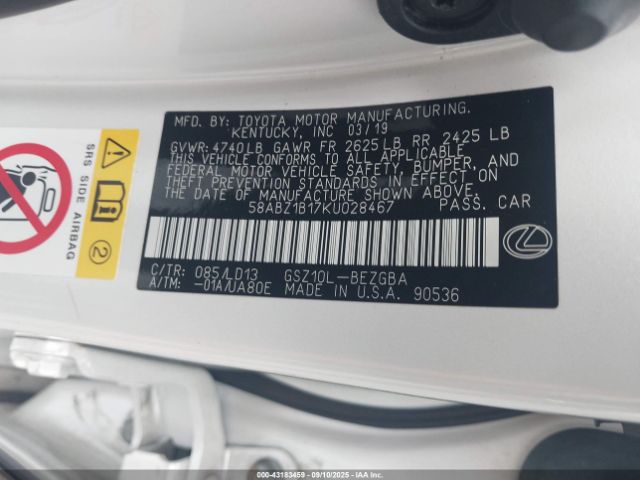 MFD. BY: TOYOTA MOTOR MANUFACTURING.
KENTUCKY, INC 03/19
GVWR: 4740LB GAWR FR 2625LB RR 2425 LB
THIS VEHICLE CONFORMS TO ALL APPLICABLE
FEDERAL MOTOR VEHICLE SAFETY, BUMPER, AND
THEFT PREVENTION STANDARDS IN EFFECT ON
THE DATE OF MANUFACTURE SHOWN ABOVE.
58ABZ1B17KU028467 PASS. CAR
C/TR: 085/LD13 GSZ10L-BEZGBA
A/TM: -01A/UA80E MADE IN U.S.A. 90536
SRS SIDE AIRBAG
2
000-43183459 - 09/10/2025 - Copyright IAA, LLC